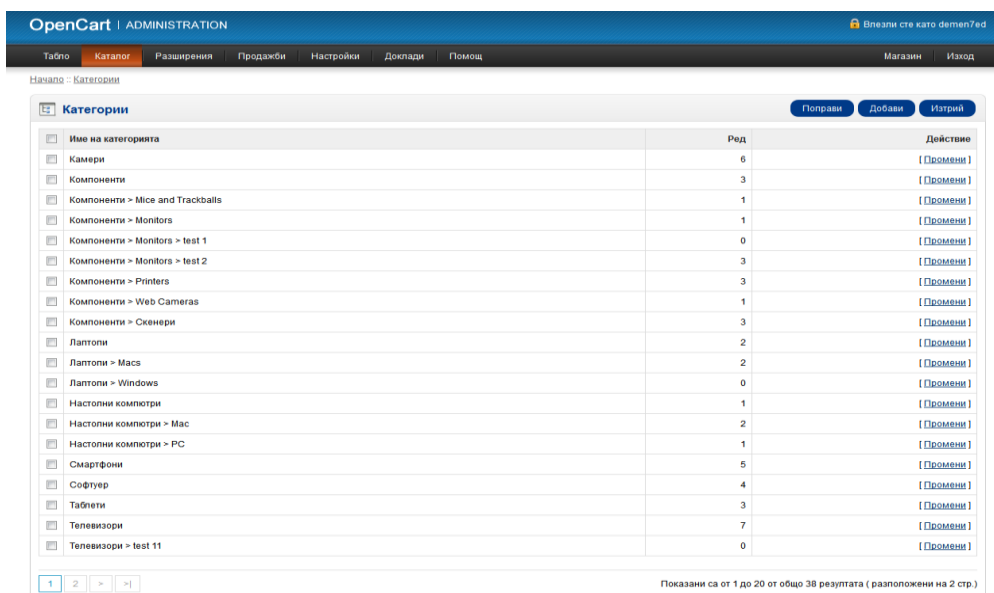 OpenCart | ADMINISTRATION Влезли сте като demen7ed
Табло Каталог Разширения Продажби Настройки Доклади Помощ Магазин Изход
Начало :: Категории
Категории Поправи Добави Изтрий
Име на категорията Ред Действие
Камери 6 [ Промени ]
Компоненти 3 [ Промени ]
Компоненти > Mice and Trackballs 1 [ Промени ]
Компоненти > Monitors 1 [ Промени ]
Компоненти > Monitors > test 1 0 [ Промени ]
Компоненти > Monitors > test 2 3 [ Промени ]
Компоненти > Printers 3 [ Промени ]
Компоненти > Web Cameras 1 [ Промени ]
Компоненти > Скенери 3 [ Промени ]
Лаптопи 2 [ Промени ]
Лаптопи > Macs 2 [ Промени ]
Лаптопи > Windows 0 [ Промени ]
Настолни компютри 1 [ Промени ]
Настолни компютри > Mac 2 [ Промени ]
Настолни компютри > PC 1 [ Промени ]
Смартфони 5 [ Промени ]
Софтуер 4 [ Промени ]
Таблети 3 [ Промени ]
Телевизори 7 [ Промени ]
Телевизори > test 11 0 [ Промени ]
1 2 > >| Показани са от 1 до 20 от общо 38 резултата ( разположени на 2 стр.)